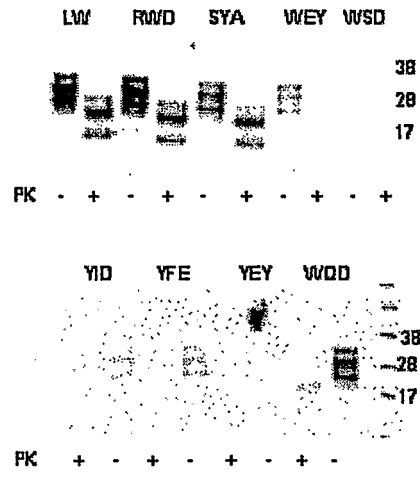 LW RWD SYA WEY WSD
38
28
17
PK - + - + - + - + - +
YID YFE YEY WDD
38
28
17
PK + - + - + - + -